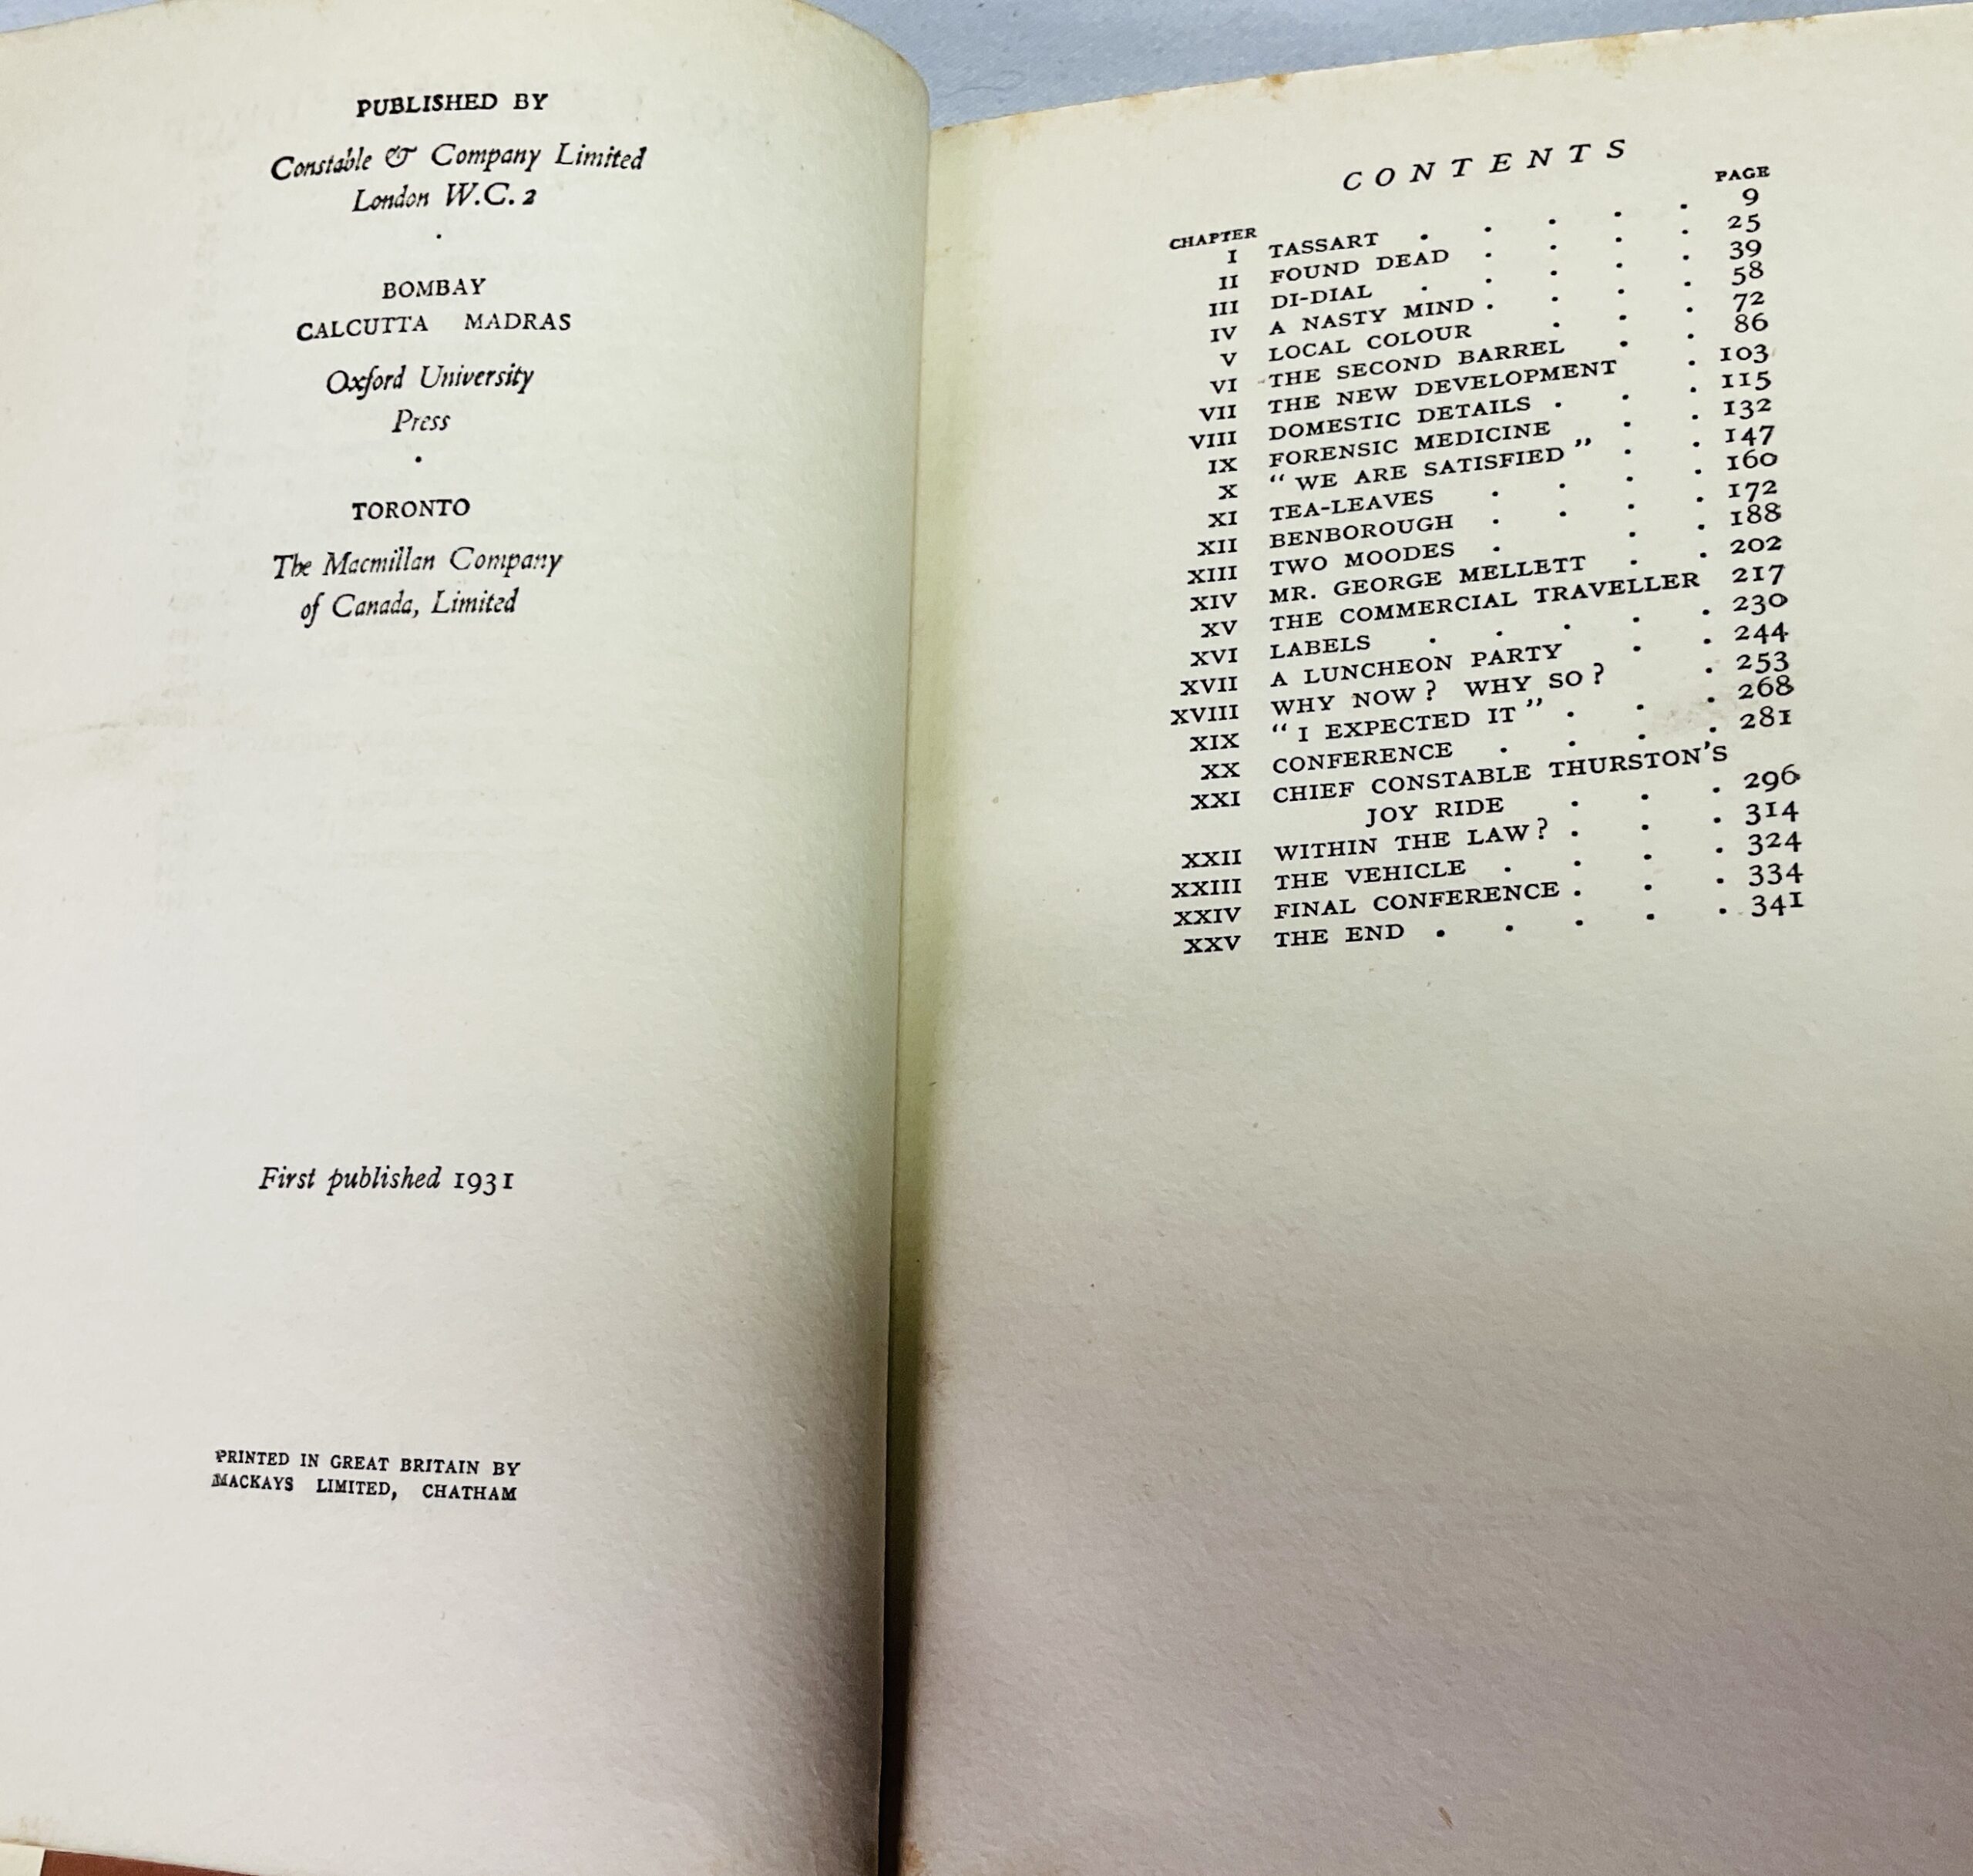 PUBLISHED BY
Constable & Company Limited
London W.C. 2
.
BOMBAY
CALCUTTA MADRAS
Oxford University
Press
.
TORONTO
The Macmillan Company
of Canada, Limited
First published 1931
PRINTED IN GREAT BRITAIN BY
MACKAYS LIMITED, CHATHAM
CONTENTS
CHAPTER PAGE
I TASSART . . . . . 9
II FOUND DEAD . . . . 25
III DI-DIAL . . . . . 39
IV A NASTY MIND . . . . 58
V LOCAL COLOUR . . . 72
VI THE SECOND BARREL . . 86
VII THE NEW DEVELOPMENT . 103
VIII DOMESTIC DETAILS . . . 115
IX FORENSIC MEDICINE . . 132
X “ WE ARE SATISFIED ” . . 147
XI TEA-LEAVES . . . . 160
XII BENBOROUGH . . . . 172
XIII TWO MOODES . . . 188
XIV MR. GEORGE MELLETT . . 202
XV THE COMMERCIAL TRAVELLER 217
XVI LABELS . . . . . 230
XVII A LUNCHEON PARTY . . 244
XVIII WHY NOW ? WHY SO ? . 253
XIX “ I EXPECTED IT ” . . . 268
XX CONFERENCE . . . . 281
XXI CHIEF CONSTABLE THURSTON'S
JOY RIDE . . . 296
XXII WITHIN THE LAW ? . . . 314
XXIII THE VEHICLE . . . . 324
XXIV FINAL CONFERENCE . . . 334
XXV THE END . . . . . 341